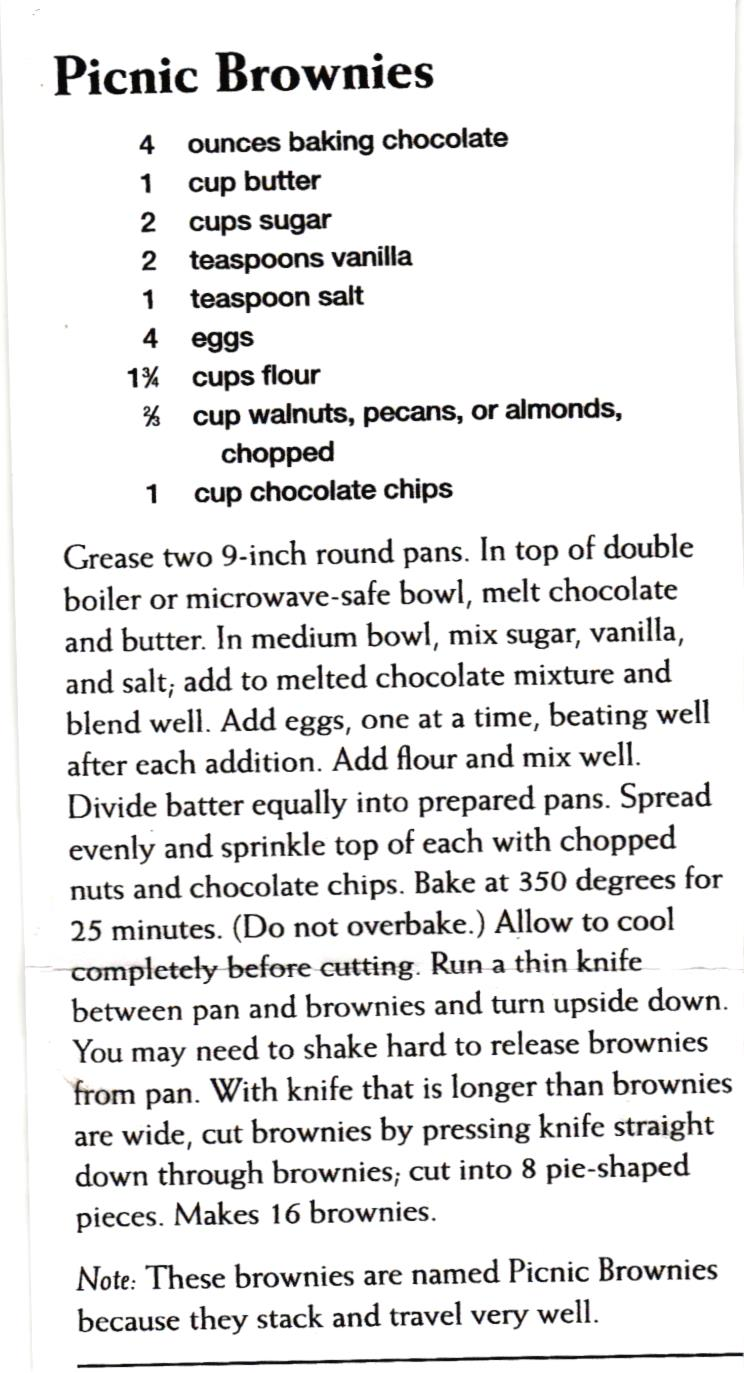 Picnic Brownies
4 ounces baking chocolate
1 cup butter
2 cups sugar
2 teaspoons vanilla
1 teaspoon salt
4 eggs
1¾ cups flour
⅔ cup walnuts, pecans, or almonds,
chopped
1 cup chocolate chips
Grease two 9-inch round pans. In top of double
boiler or microwave-safe bowl, melt chocolate
and butter. In medium bowl, mix sugar, vanilla,
and salt; add to melted chocolate mixture and
blend well. Add eggs, one at a time, beating well
after each addition. Add flour and mix well.
Divide batter equally into prepared pans. Spread
evenly and sprinkle top of each with chopped
nuts and chocolate chips. Bake at 350 degrees for
25 minutes. (Do not overbake.) Allow to cool
completely before cutting. Run a thin knife
between pan and brownies and turn upside down.
You may need to shake hard to release brownies
from pan. With knife that is longer than brownies
are wide, cut brownies by pressing knife straight
down through brownies; cut into 8 pie-shaped
pieces. Makes 16 brownies.
Note: These brownies are named Picnic Brownies
because they stack and travel very well.